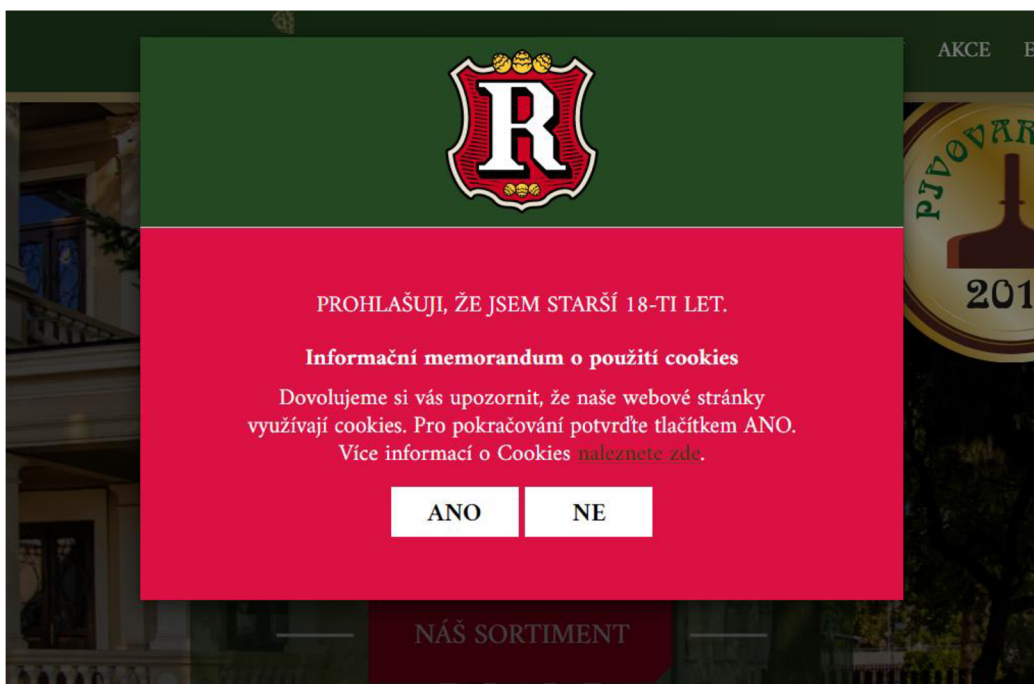 AKCE
R
PIVOVAR
201
PROHLAŠUJI, ŽE JSEM STARŠÍ 18-TI LET.
Informační memorandum o použití cookies
Dovolujeme si vás upozornit, že naše webové stránky
využívají cookies. Pro pokračování potvrďte tlačítkem ANO.
Více informací o Cookies naleznete zde.
ANO NE
NÁŠ SORTIMENT